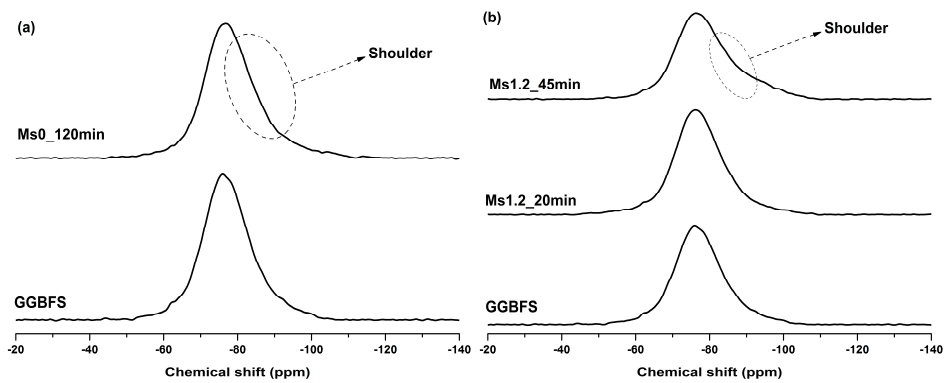 (a)
Shoulder
Ms0_120min
GGBFS
-20 -40 -60 -80 -100 -120 -140
Chemical shift (ppm)
(b)
Shoulder
Ms1.2_45min
Ms1.2_20min
GGBFS
-20 -40 -60 -80 -100 -120 -140
Chemical shift (ppm)